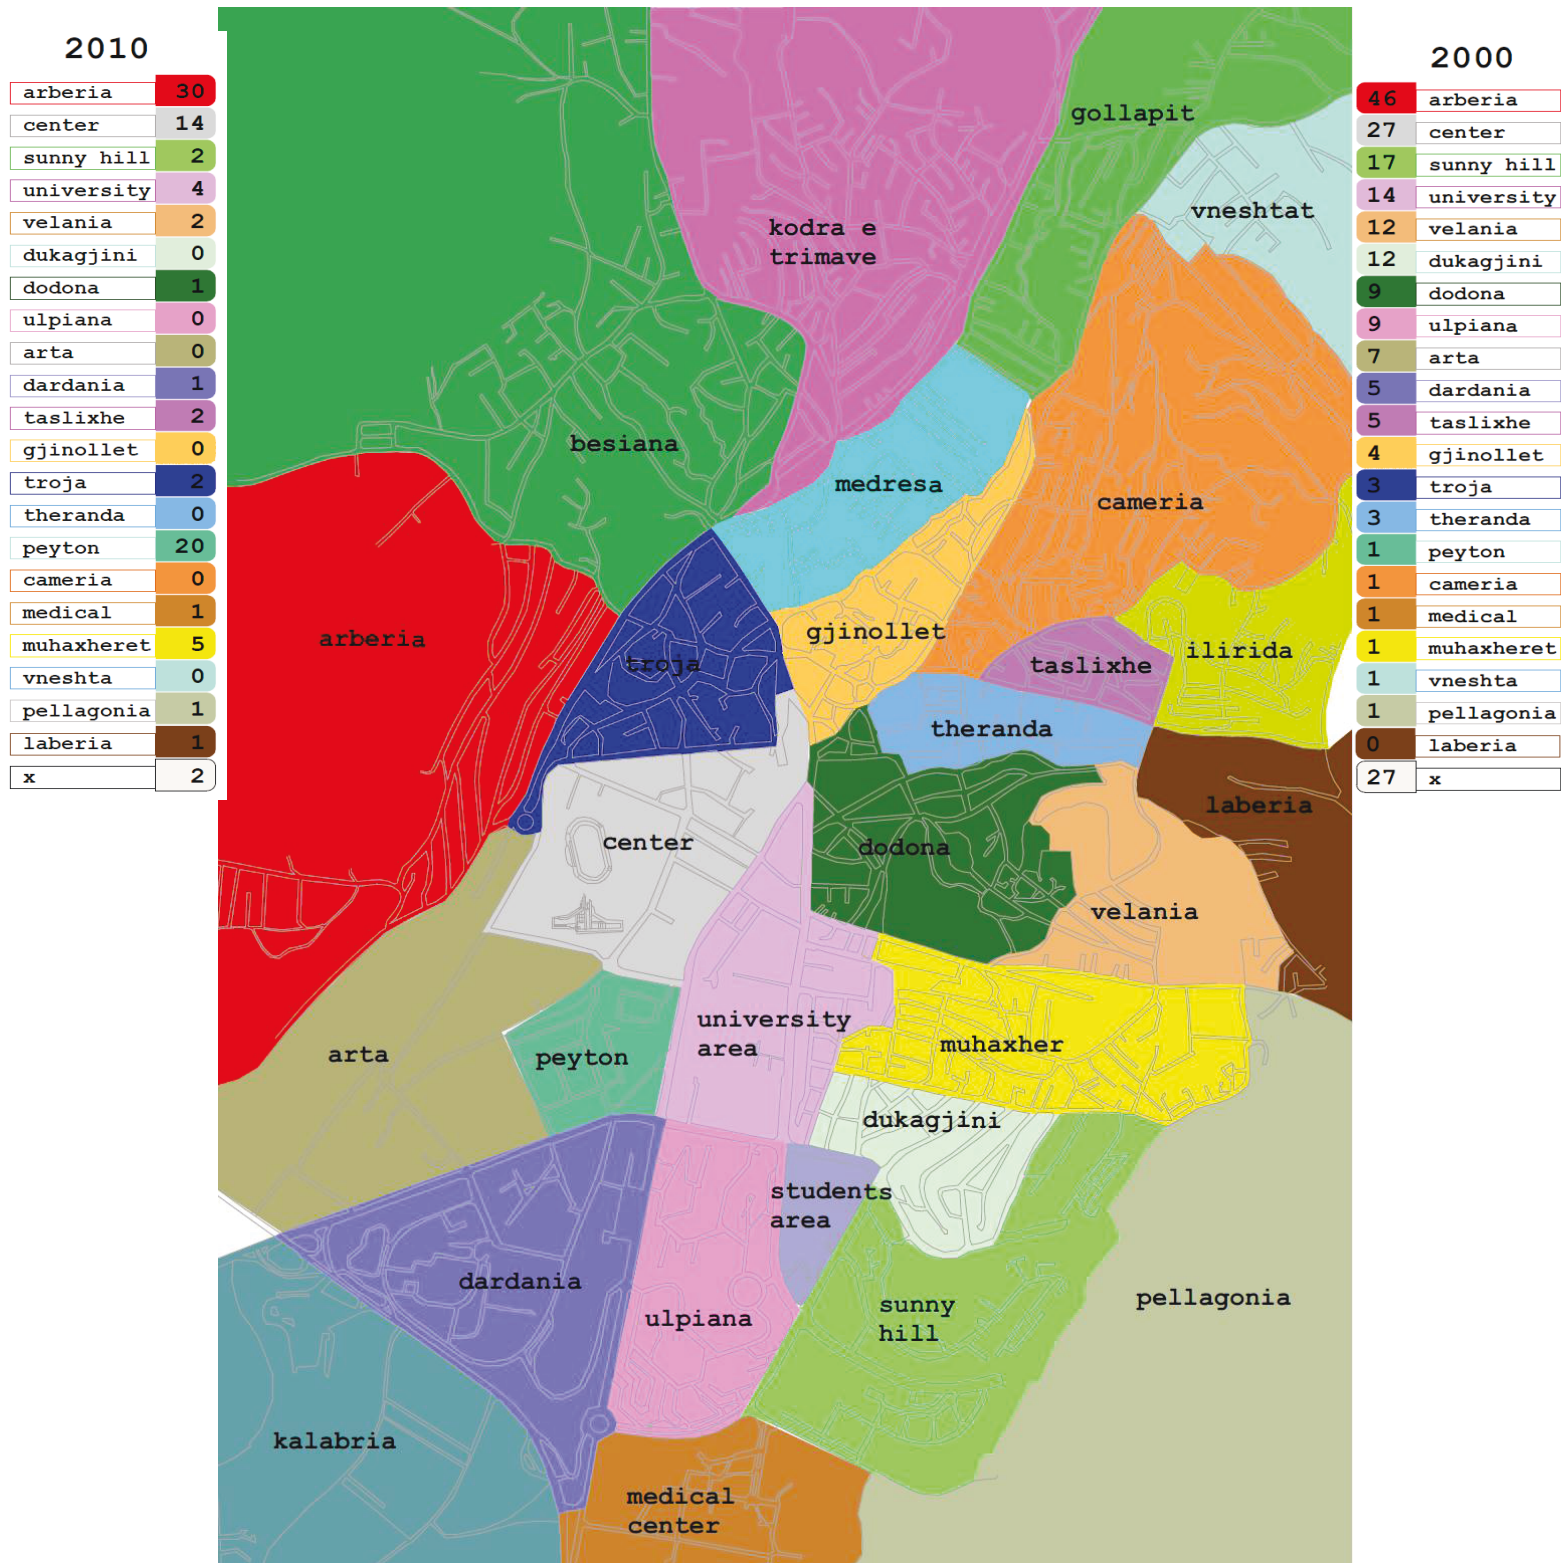 2010
arberia 30
center 14
sunny hill 2
university 4
velania 2
dukagjini 0
dodona 1
ulpiana 0
arta 0
dardania 1
taslixhe 2
gjinollet 0
troja 2
theranda 0
peyton 20
cameria 0
medical 1
muhaxheret 5
vneshta 0
pellagonia 1
laberia 1
x 2
gollapit
vneshtat
kodra e
trimave
besiana
medresa
cameria
arberia
gjinollet
troja
taslixhe
ilirida
theranda
laberia
center
dodona
velania
university
area
arta
peyton
muhaxher
dukagjini
students
area
dardania
ulpiana
sunny
hill
pellagonia
kalabria
medical
center
2000
46 arberia
27 center
17 sunny hill
14 university
12 velania
12 dukagjini
9 dodona
9 ulpiana
7 arta
5 dardania
5 taslixhe
4 gjinollet
3 troja
3 theranda
1 peyton
1 cameria
1 medical
1 muhaxheret
1 vneshta
1 pellagonia
0 laberia
27 x